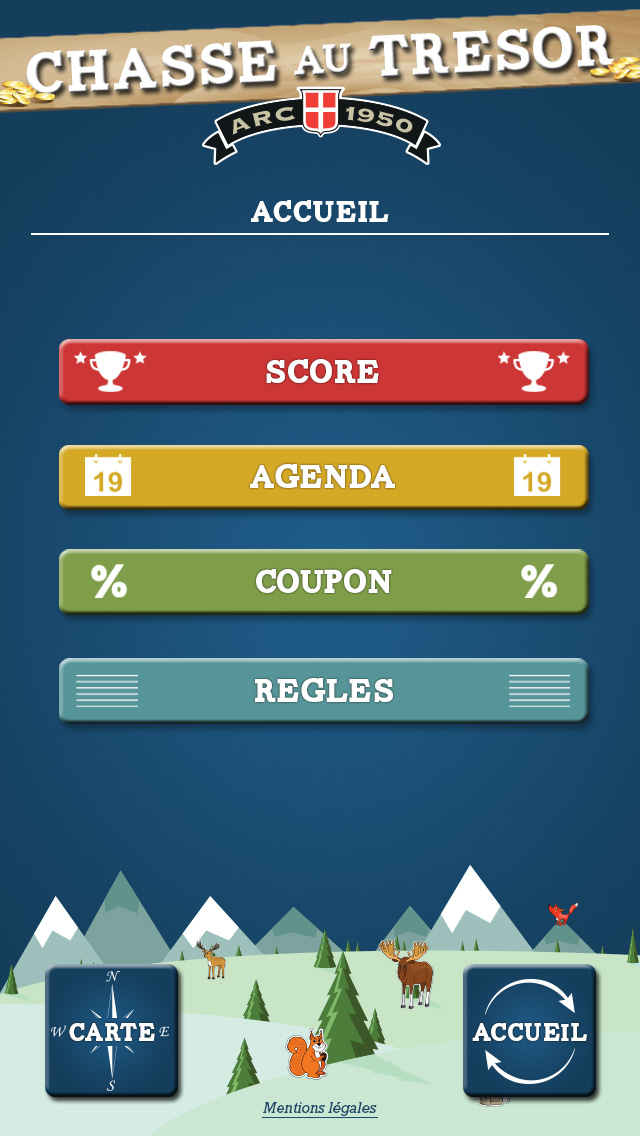 CHASSE AU TRESOR
ARC 1950
ACCUEIL
SCORE
19 AGENDA 19
% COUPON %
REGLES
N
W CARTE E
S
ACCUEIL
Mentions légales